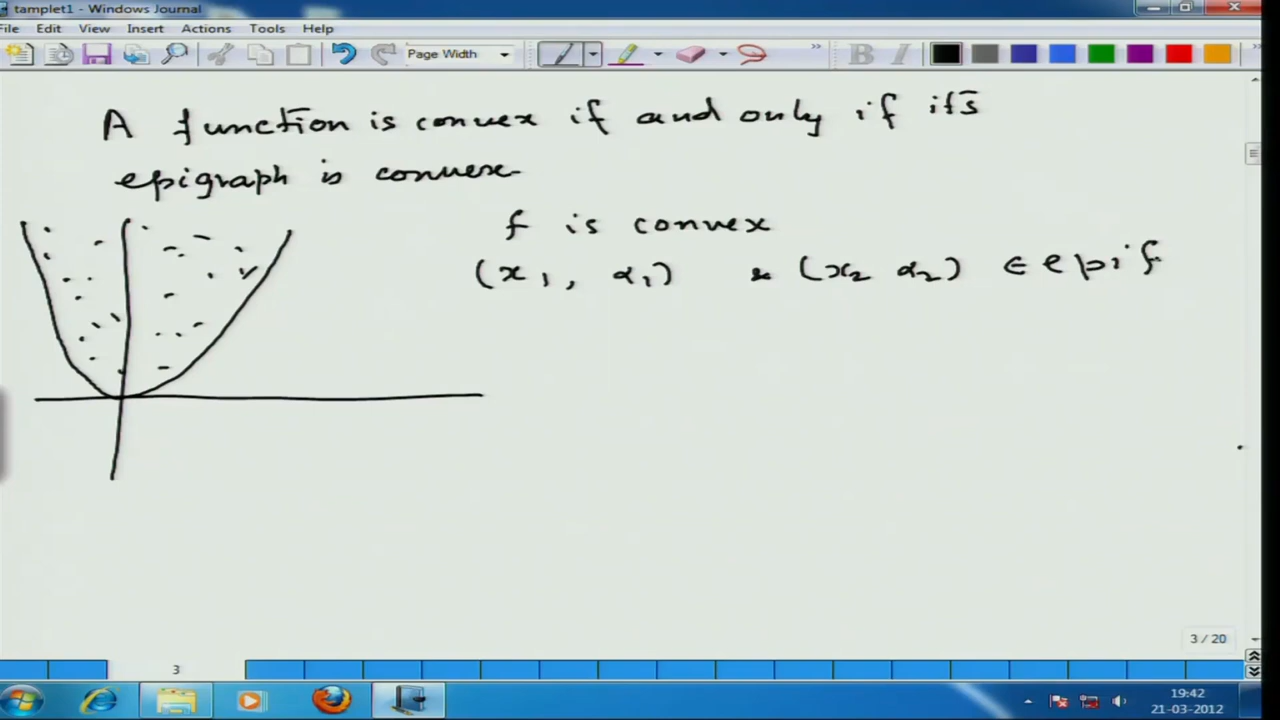 tamplet1 - Windows Journal
File Edit View Insert Actions Tools Help
Page Width
A function is convex if and only if its
epigraph is convex
f is convex
(x1, α1) & (x2 α2) ∈ epi f
3 / 20
3
19:42
21-03-2012